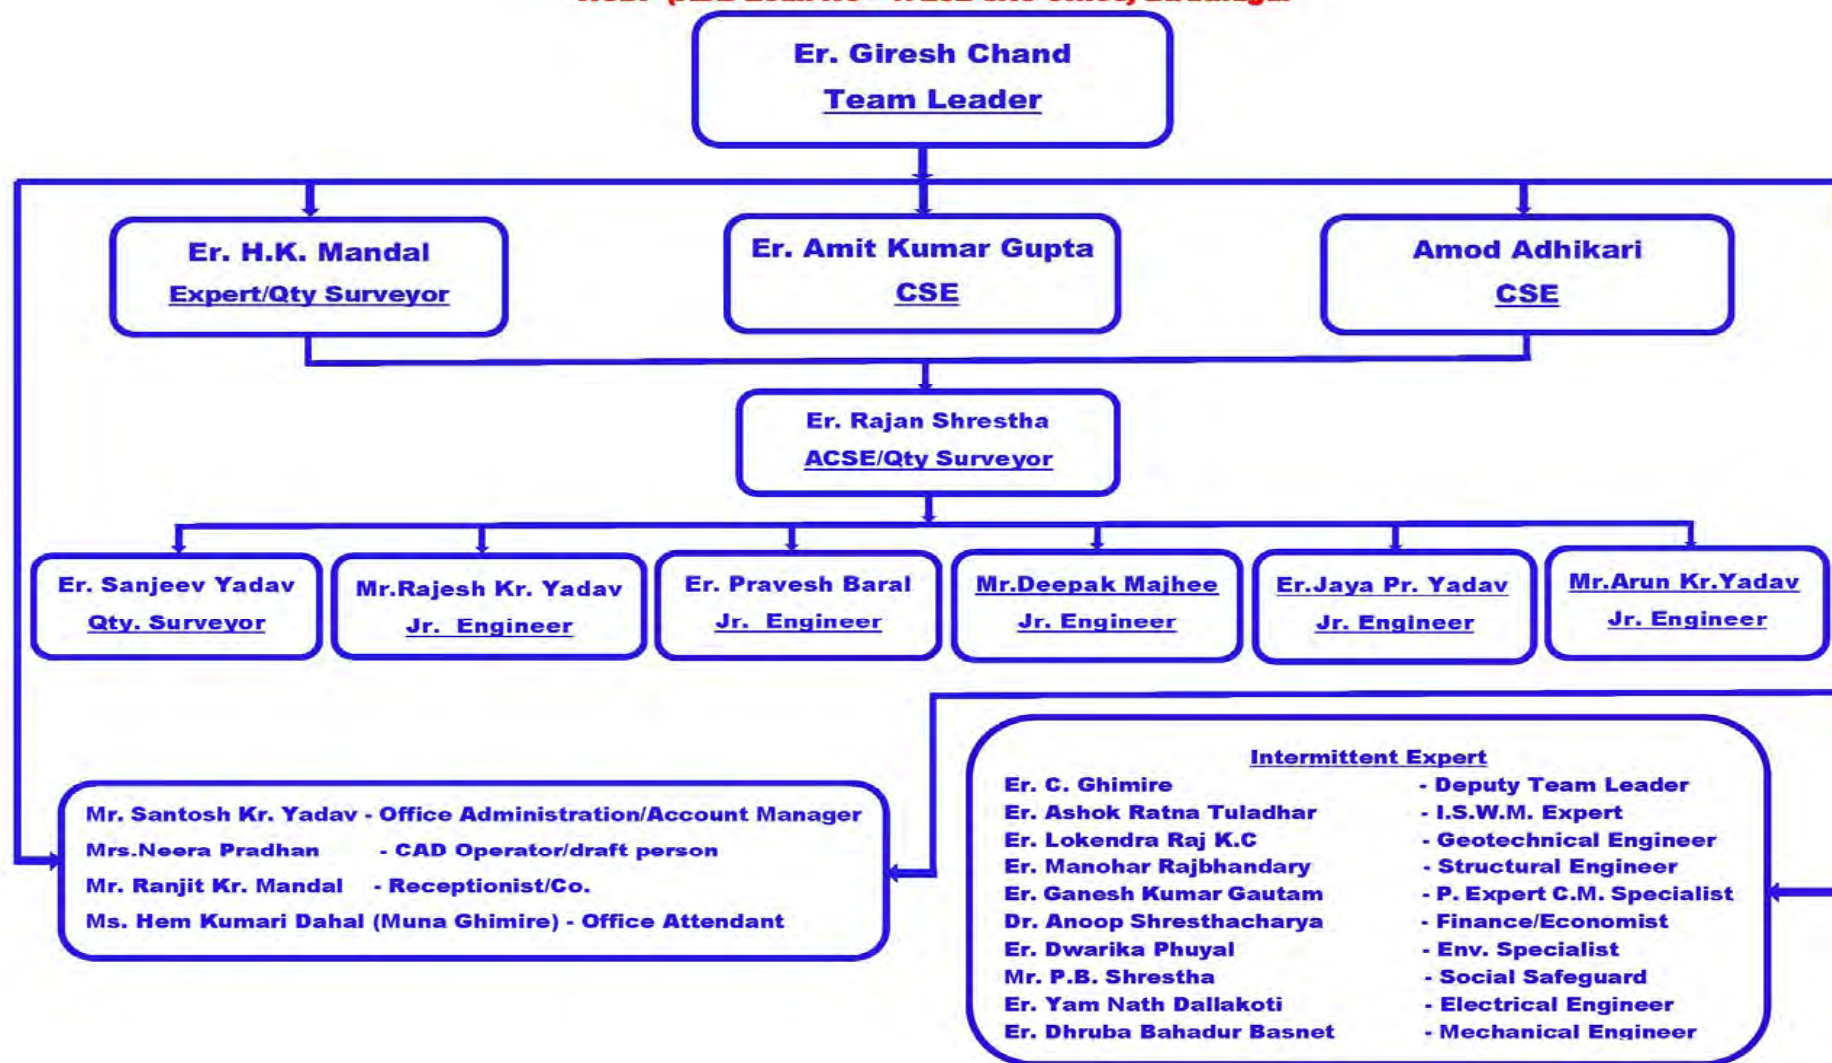 Er. Giresh Chand
Team Leader
Er. H.K. Mandal
Expert/Qty Surveyor
Er. Amit Kumar Gupta
CSE
Amod Adhikari
CSE
Er. Rajan Shrestha
ACSE/Qty Surveyor
Er. Sanjeev Yadav
Qty. Surveyor
Mr.Rajesh Kr. Yadav
Jr. Engineer
Er. Pravesh Baral
Jr. Engineer
Mr.Deepak Majhee
Jr. Engineer
Er.Jaya Pr. Yadav
Jr. Engineer
Mr.Arun Kr.Yadav
Jr. Engineer
Mr. Santosh Kr. Yadav - Office Administration/Account Manager
Mrs.Neera Pradhan - CAD Operator/draft person
Mr. Ranjit Kr. Mandal - Receptionist/Co.
Ms. Hem Kumari Dahal (Muna Ghimire) - Office Attendant
Intermittent Expert
Er. C. Ghimire - Deputy Team Leader
Er. Ashok Ratna Tuladhar - I.S.W.M. Expert
Er. Lokendra Raj K.C - Geotechnical Engineer
Er. Manohar Rajbhandary - Structural Engineer
Er. Ganesh Kumar Gautam - P. Expert C.M. Specialist
Dr. Anoop Shresthacharya - Finance/Economist
Er. Dwarika Phuyal - Env. Specialist
Mr. P.B. Shrestha - Social Safeguard
Er. Yam Nath Dallakoti - Electrical Engineer
Er. Dhruba Bahadur Basnet - Mechanical Engineer